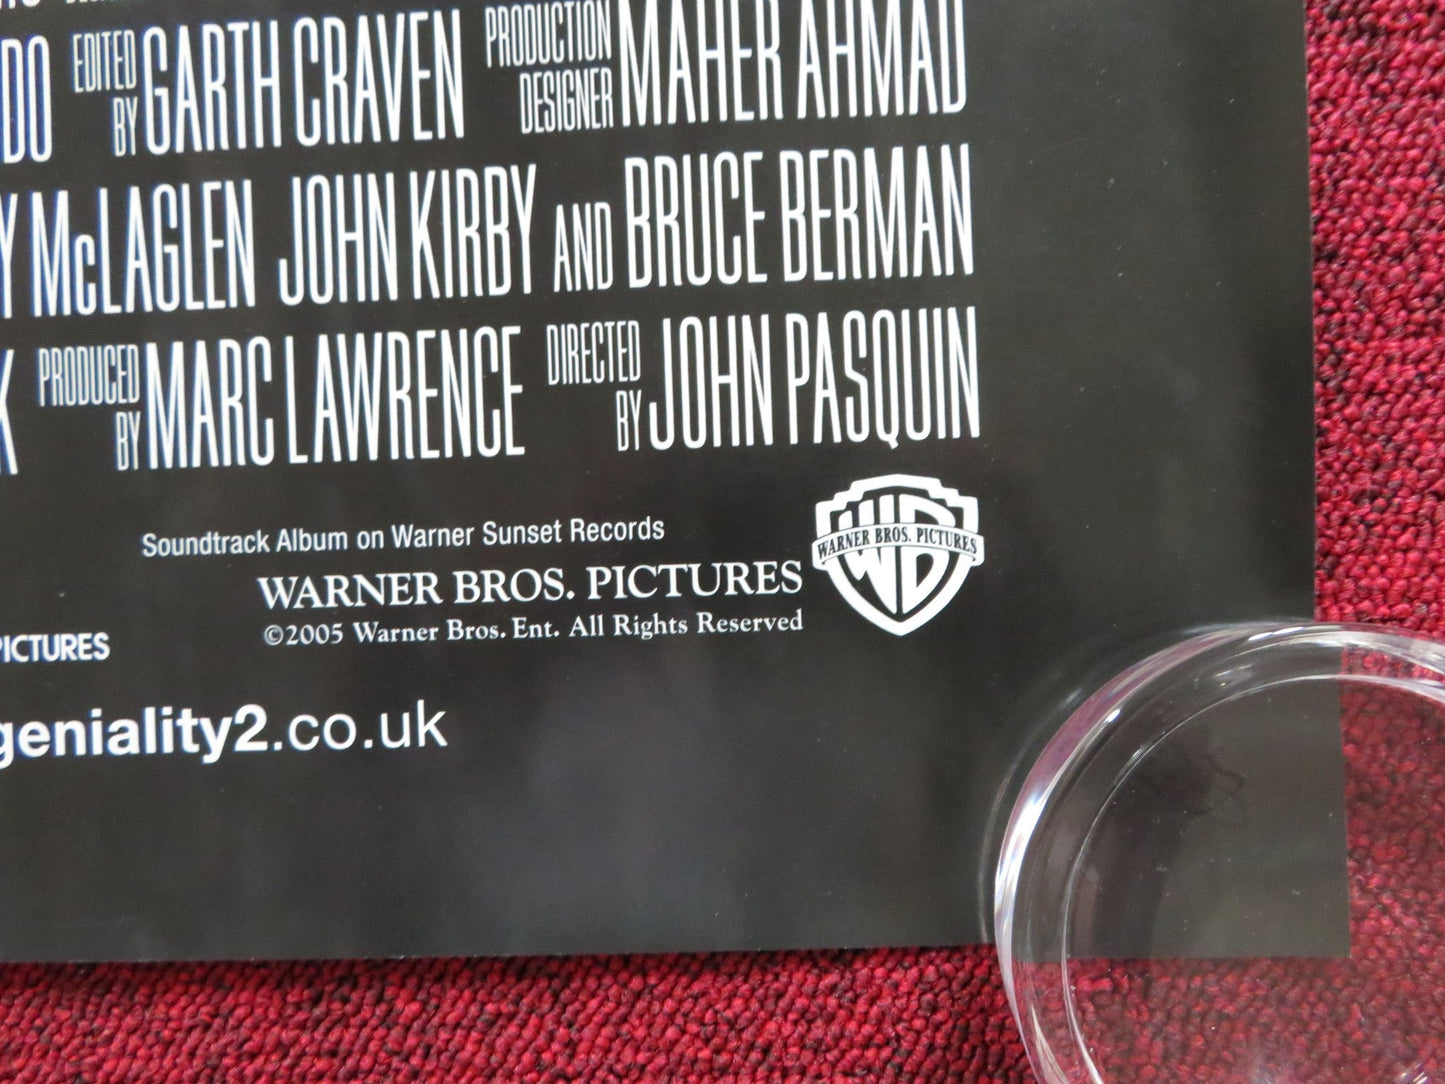 DO EDITED BY GARTH CRAVEN PRODUCTION DESIGNER MAHER AHMAD
Y McLAGLEN JOHN KIRBY AND BRUCE BERMAN
K PRODUCED BY MARC LAWRENCE DIRECTED BY JOHN PASQUIN
Soundtrack Album on Warner Sunset Records
WARNER BROS. PICTURES
WB
WARNER BROS. PICTURES
©2005 Warner Bros. Ent. All Rights Reserved
PICTURES
geniality2.co.uk